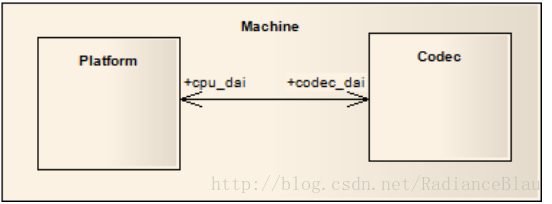 Machine
Platform
Codec
+cpu_dai
+codec_dai
http://blog.csdn.net/RadianceBlau